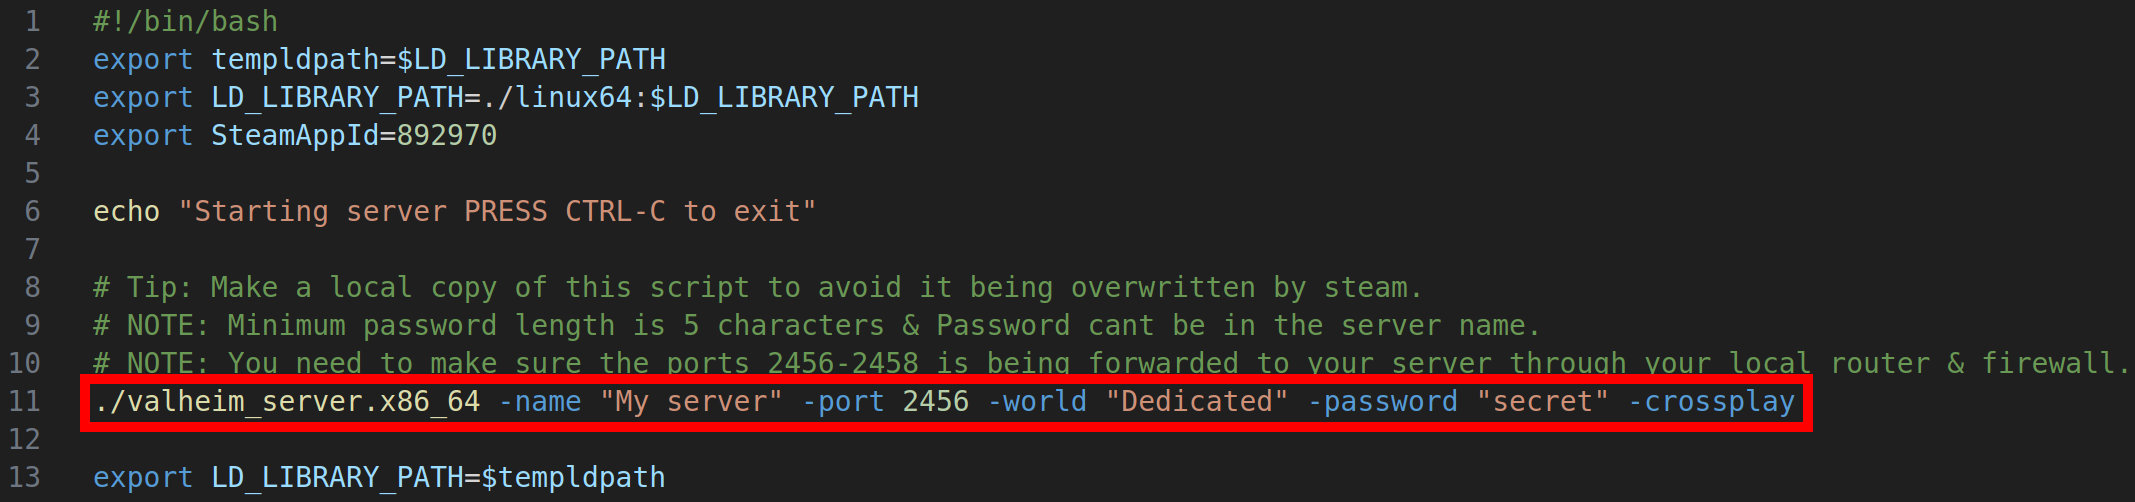 1 #!/bin/bash
2 export templdpath=$LD_LIBRARY_PATH
3 export LD_LIBRARY_PATH=./linux64:$LD_LIBRARY_PATH
4 export SteamAppId=892970
5
6 echo "Starting server PRESS CTRL-C to exit"
7
8 # Tip: Make a local copy of this script to avoid it being overwritten by steam.
9 # NOTE: Minimum password length is 5 characters & Password cant be in the server name.
10 # NOTE: You need to make sure the ports 2456-2458 is being forwarded to your server through your local router & firewall.
11 ./valheim_server.x86_64 -name "My server" -port 2456 -world "Dedicated" -password "secret" -crossplay
12
13 export LD_LIBRARY_PATH=$templdpath